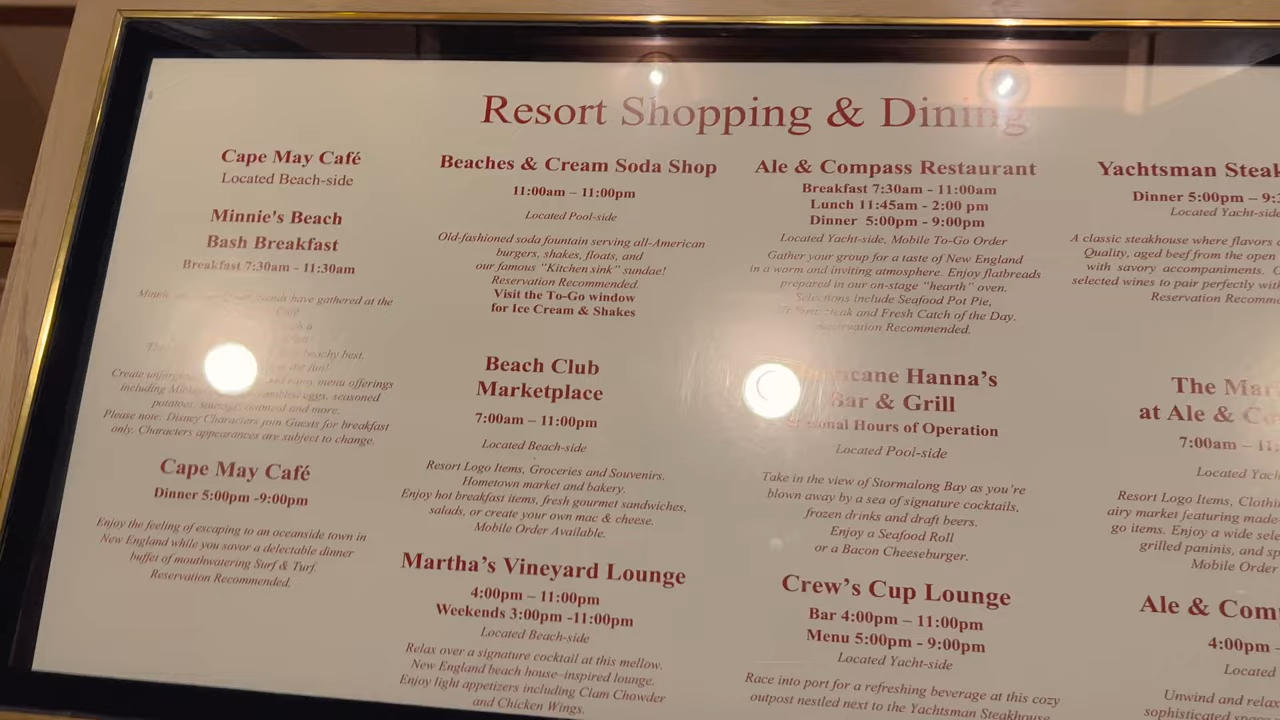 Resort Shopping & Dining
Cape May Café
Located Beach-side
Minnie's Beach
Bash Breakfast
Breakfast 7:30am - 11:30am
have gathered at the
beachy best.
Create
menu offerings
including
eggs, seasoned
and more.
Please note, Disney Characters join Guests for breakfast
only. Characters appearances are subject to change.
Cape May Café
Dinner 5:00pm -9:00pm
Enjoy the feeling of escaping to an oceanside town in
New England while you savor a delectable dinner
buffet of mouthwatering Surf & Turf.
Reservation Recommended.
Beaches & Cream Soda Shop
11:00am – 11:00pm
Located Pool-side
Old-fashioned soda fountain serving all-American
burgers, shakes, floats, and
our famous "Kitchen sink" sundae!
Reservation Recommended.
Visit the To-Go window
for Ice Cream & Shakes
Beach Club
Marketplace
7:00am – 11:00pm
Located Beach-side
Resort Logo Items, Groceries and Souvenirs.
Hometown market and bakery.
Enjoy hot breakfast items, fresh gourmet sandwiches,
salads, or create your own mac & cheese.
Mobile Order Available.
Martha's Vineyard Lounge
4:00pm – 11:00pm
Weekends 3:00pm -11:00pm
Located Beach-side
Relax over a signature cocktail at this mellow,
New England beach house–inspired lounge.
Enjoy light appetizers including Clam Chowder
and Chicken Wings.
Ale & Compass Restaurant
Breakfast 7:30am - 11:00am
Lunch 11:45am - 2:00 pm
Dinner 5:00pm - 9:00pm
Located Yacht-side, Mobile To-Go Order
Gather your group for a taste of New England
in a warm and inviting atmosphere. Enjoy flatbreads
prepared in our on-stage "hearth" oven.
Selections include Seafood Pot Pie,
Steak and Fresh Catch of the Day.
Reservation Recommended.
Hanna's
Bar & Grill
Hours of Operation
Located Pool-side
Take in the view of Stormalong Bay as you're
blown away by a sea of signature cocktails,
frozen drinks and draft beers.
Enjoy a Seafood Roll
or a Bacon Cheeseburger.
Crew's Cup Lounge
Bar 4:00pm – 11:00pm
Menu 5:00pm - 9:00pm
Located Yacht-side
Race into port for a refreshing beverage at this cozy
outpost nestled next to the Yachtsman Steakhouse
Yachtsman
Dinner 5:00pm –
Located Yacht-
A classic steakhouse where flavors
Quality, aged beef from the open
with savory accompaniments.
selected wines to pair perfectly
Reservation
The
at Ale &
7:00am –
Located
Resort Logo Items,
airy market featuring made
go items. Enjoy a wide
grilled paninis, and
Mobile Order
Ale &
4:00pm
Located
Unwind and
sophisticated